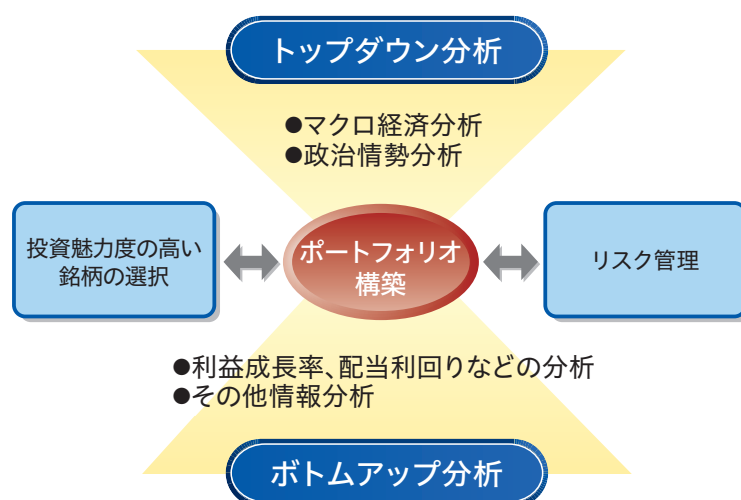 トップダウン分析
●マクロ経済分析
●政治情勢分析
投資魅力度の高い
銘柄の選択
ポートフォリオ
構築
リスク管理
●利益成長率、配当利回りなどの分析
●その他情報分析
ボトムアップ分析